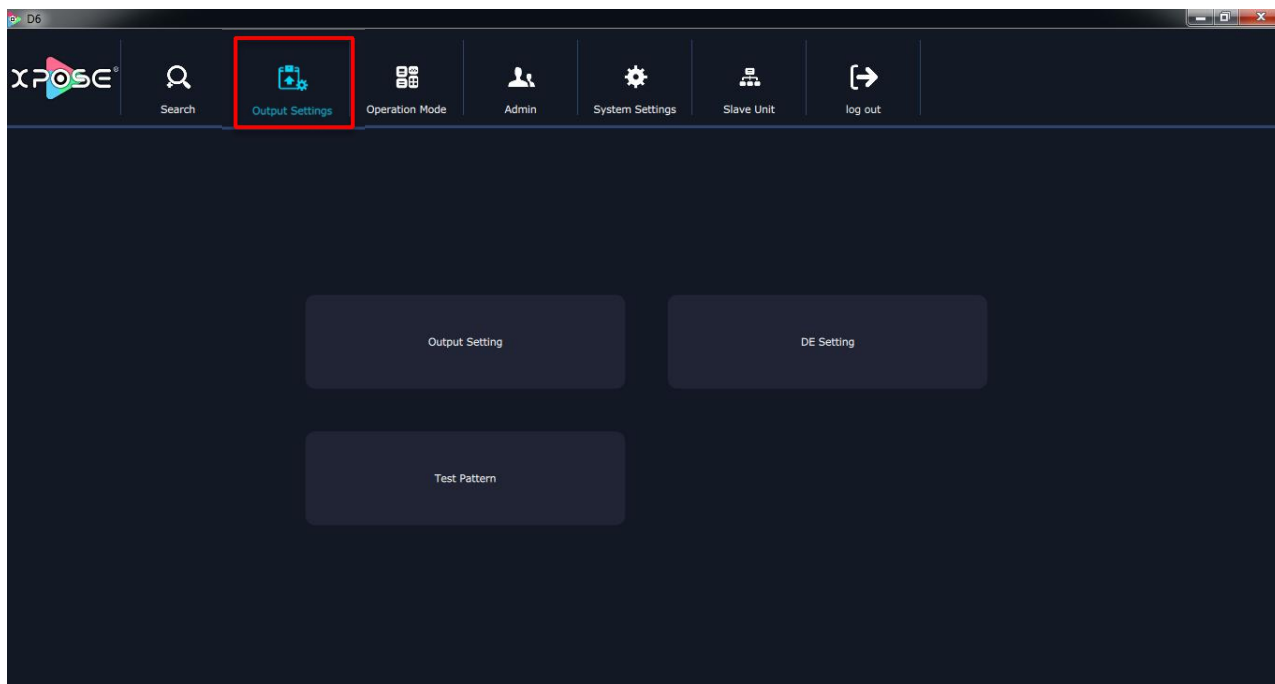 D6
XPOSE®
Search
Output Settings
Operation Mode
Admin
System Settings
Slave Unit
log out
Output Setting
DE Setting
Test Pattern